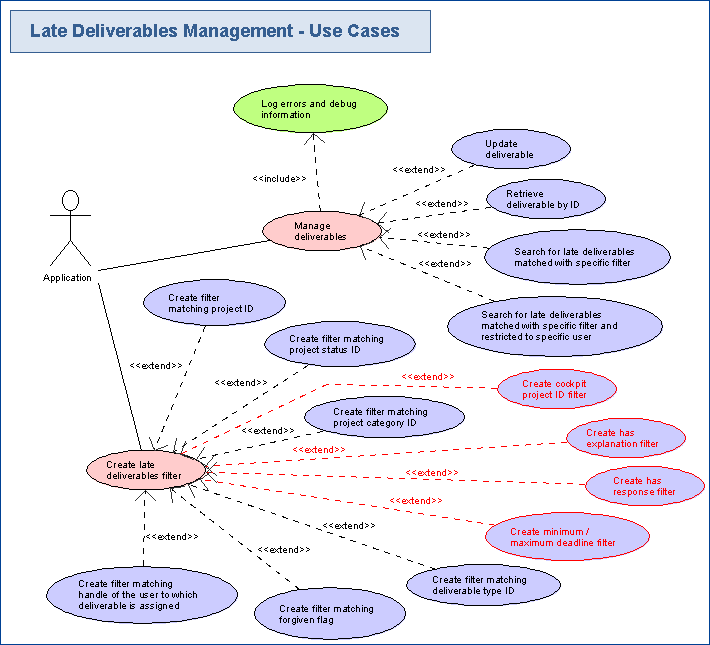 Late Deliverables Management - Use Cases
Log errors and debug
information
Update
deliverable
<<extend>>
<<include>>
Retrieve
deliverable by ID
<<extend>>
Manage
deliverables
<<extend>>
Search for late deliverables
matched with specific filter
<<extend>>
Application
Create filter
matching project ID
Search for late deliverables
matched with specific filter and
restricted to specific user
Create filter matching
project status ID
<<extend>>
<<extend>>
<<extend>>
Create cockpit
project ID filter
Create filter matching
project category ID
<<extend>>
Create has
explanation filter
<<extend>>
Create late
deliverables filter
<<extend>>
Create has
response filter
<<extend>>
Create minimum /
maximum deadline filter
<<extend>>
<<extend>>
<<extend>>
Create filter matching
handle of the user to which
deliverable is assigned
Create filter matching
deliverable type ID
Create filter matching
forgiven flag